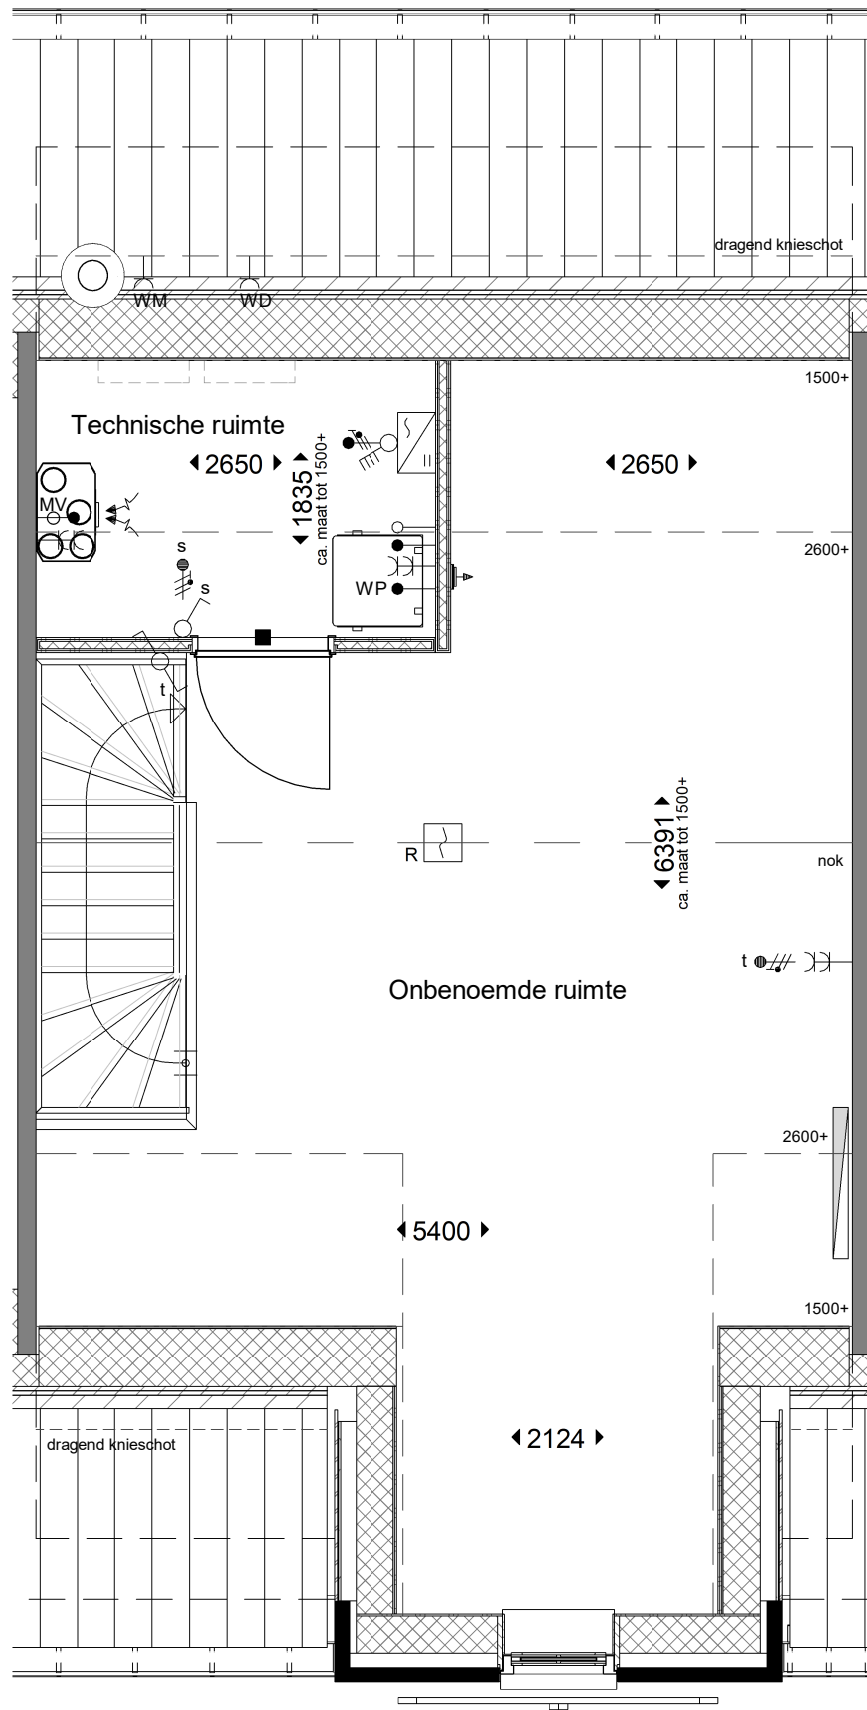 dragend knieschot
WM
WD
1500+
Technische ruimte
2650
1835
ca. maat tot 1500+
2650
MV
s
2600+
s
WP
t
R
6391
ca. maat tot 1500+
nok
t
Onbenoemde ruimte
2600+
5400
1500+
2124
dragend knieschot